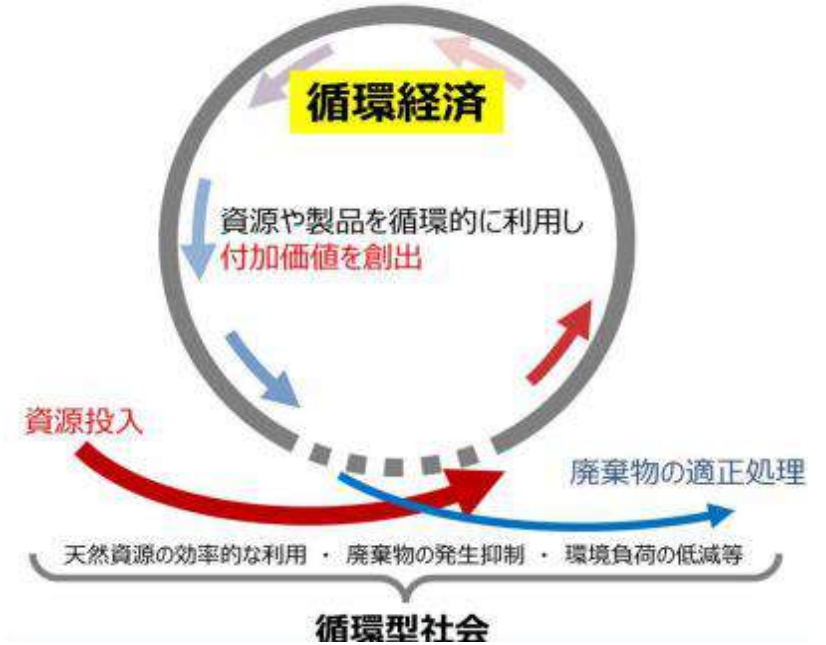 循環経済
資源や製品を循環的に利用し
付加価値を創出
資源投入
廃棄物の適正処理
天然資源の効率的な利用 ・ 廃棄物の発生抑制 ・ 環境負荷の低減等
循環型社会